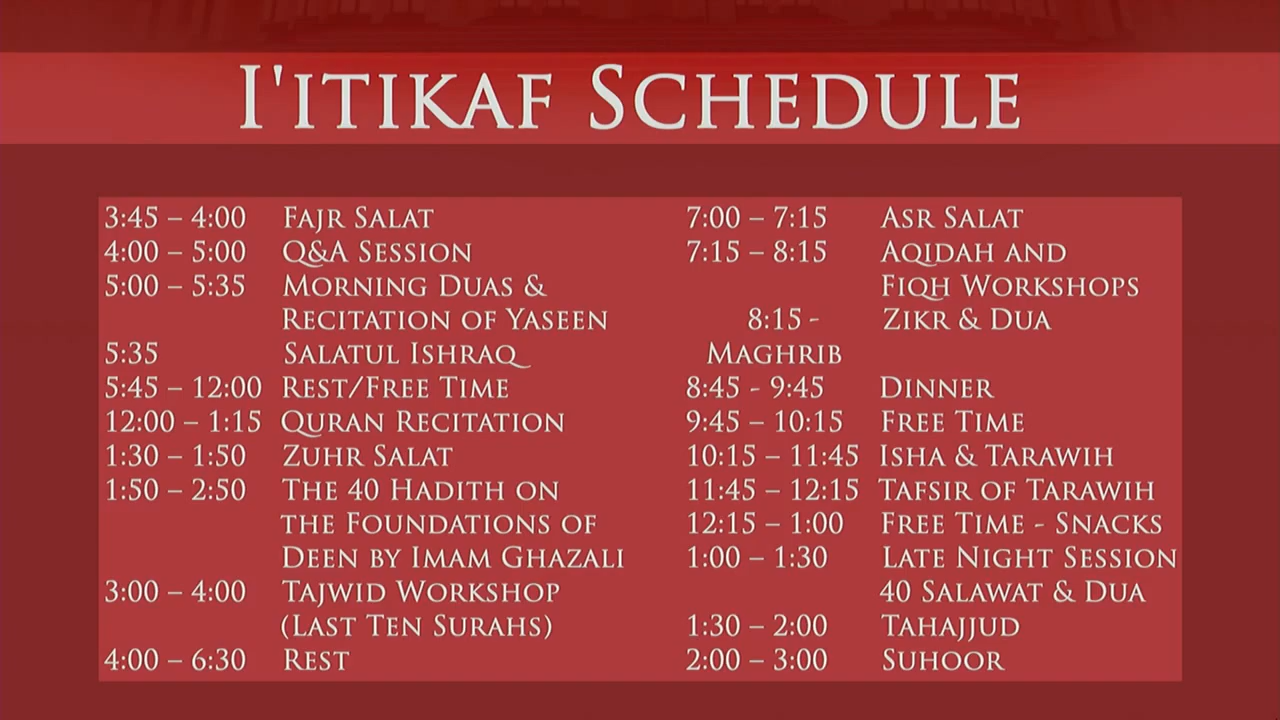 I'itikaf Schedule
3:45 – 4:00 Fajr Salat
4:00 – 5:00 Q&A Session
5:00 – 5:35 Morning Duas &
Recitation of Yaseen
5:35 Salatul Ishraq
5:45 – 12:00 Rest/Free Time
12:00 – 1:15 Quran Recitation
1:30 – 1:50 Zuhr Salat
1:50 – 2:50 The 40 Hadith on
the Foundations of
Deen by Imam Ghazali
3:00 – 4:00 Tajwid Workshop
(Last Ten Surahs)
4:00 – 6:30 Rest
7:00 – 7:15 Asr Salat
7:15 – 8:15 Aqidah and
Fiqh Workshops
8:15 - Zikr & Dua
Maghrib
8:45 - 9:45 Dinner
9:45 – 10:15 Free Time
10:15 – 11:45 Isha & Tarawih
11:45 – 12:15 Tafsir of Tarawih
12:15 – 1:00 Free Time - Snacks
1:00 – 1:30 Late Night Session
40 Salawat & Dua
1:30 – 2:00 Tahajjud
2:00 – 3:00 Suhoor